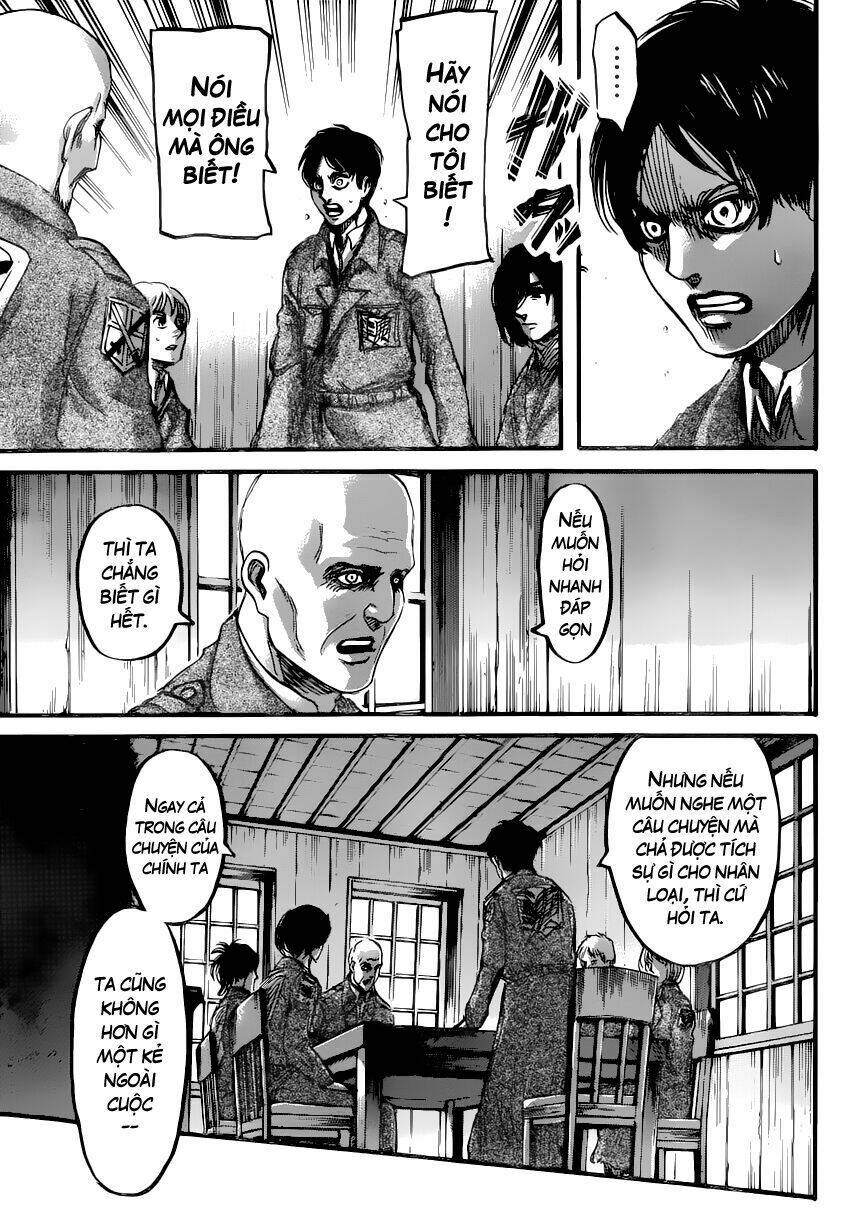 .......
HÃY
NÓI
CHO
TÔI
BIẾT
!
NÓI
MỌI ĐIỀU
MÀ ÔNG
BIẾT!
NẾU
MUỐN
HỎI
NHANH
ĐÁP
GỌN
THÌ TA
CHẲNG
BIẾT GÌ
HẾT.
NHƯNG NẾU
MUỐN NGHE MỘT
CÂU CHUYỆN MÀ
CHẢ ĐƯỢC TÍCH
SỰ GÌ CHO NHÂN
LOẠI, THÌ CỨ
HỎI TA.
NGAY CẢ
TRONG CÂU
CHUYỆN CỦA
CHÍNH TA
TA CŨNG
KHÔNG
HƠN GÌ
MỘT KẺ
NGOÀI
CUỘC
--